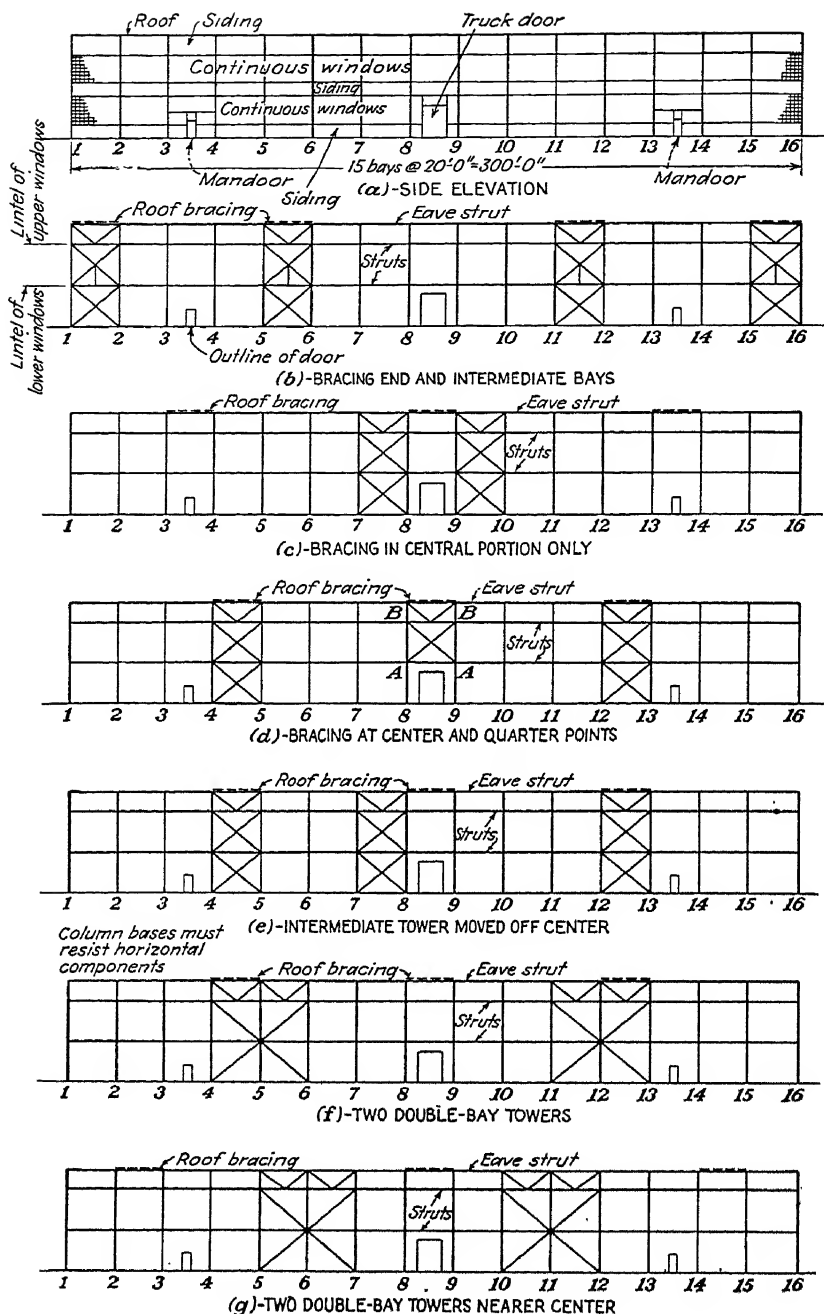 Roof Siding Truck door
Continuous windows
Siding
Continuous windows
1 2 3 4 5 6 7 8 9 10 11 12 13 14 15 16
15 bays @ 20'-0"=300'-0"
Mandoor Siding Mandoor
(a)-SIDE ELEVATION
Lintel of
upper windows
Roof bracing Eave strut
Struts
Lintel of
lower windows
1 2 3 4 5 6 7 8 9 10 11 12 13 14 15 16
Outline of door
(b)-BRACING END AND INTERMEDIATE BAYS
Roof bracing Eave strut
Struts
1 2 3 4 5 6 7 8 9 10 11 12 13 14 15 16
(c)-BRACING IN CENTRAL PORTION ONLY
Roof bracing Eave strut
B B
Struts
A A
1 2 3 4 5 6 7 8 9 10 11 12 13 14 15 16
(d)-BRACING AT CENTER AND QUARTER POINTS
Roof bracing Eave strut
Struts
1 2 3 4 5 6 7 8 9 10 11 12 13 14 15 16
(e)-INTERMEDIATE TOWER MOVED OFF CENTER
Column bases must
resist horizontal
components
Roof bracing Eave strut
Struts
1 2 3 4 5 6 7 8 9 10 11 12 13 14 15 16
(f)-TWO DOUBLE-BAY TOWERS
Roof bracing Eave strut
Struts
1 2 3 4 5 6 7 8 9 10 11 12 13 14 15 16
(g)-TWO DOUBLE-BAY TOWERS NEARER CENTER